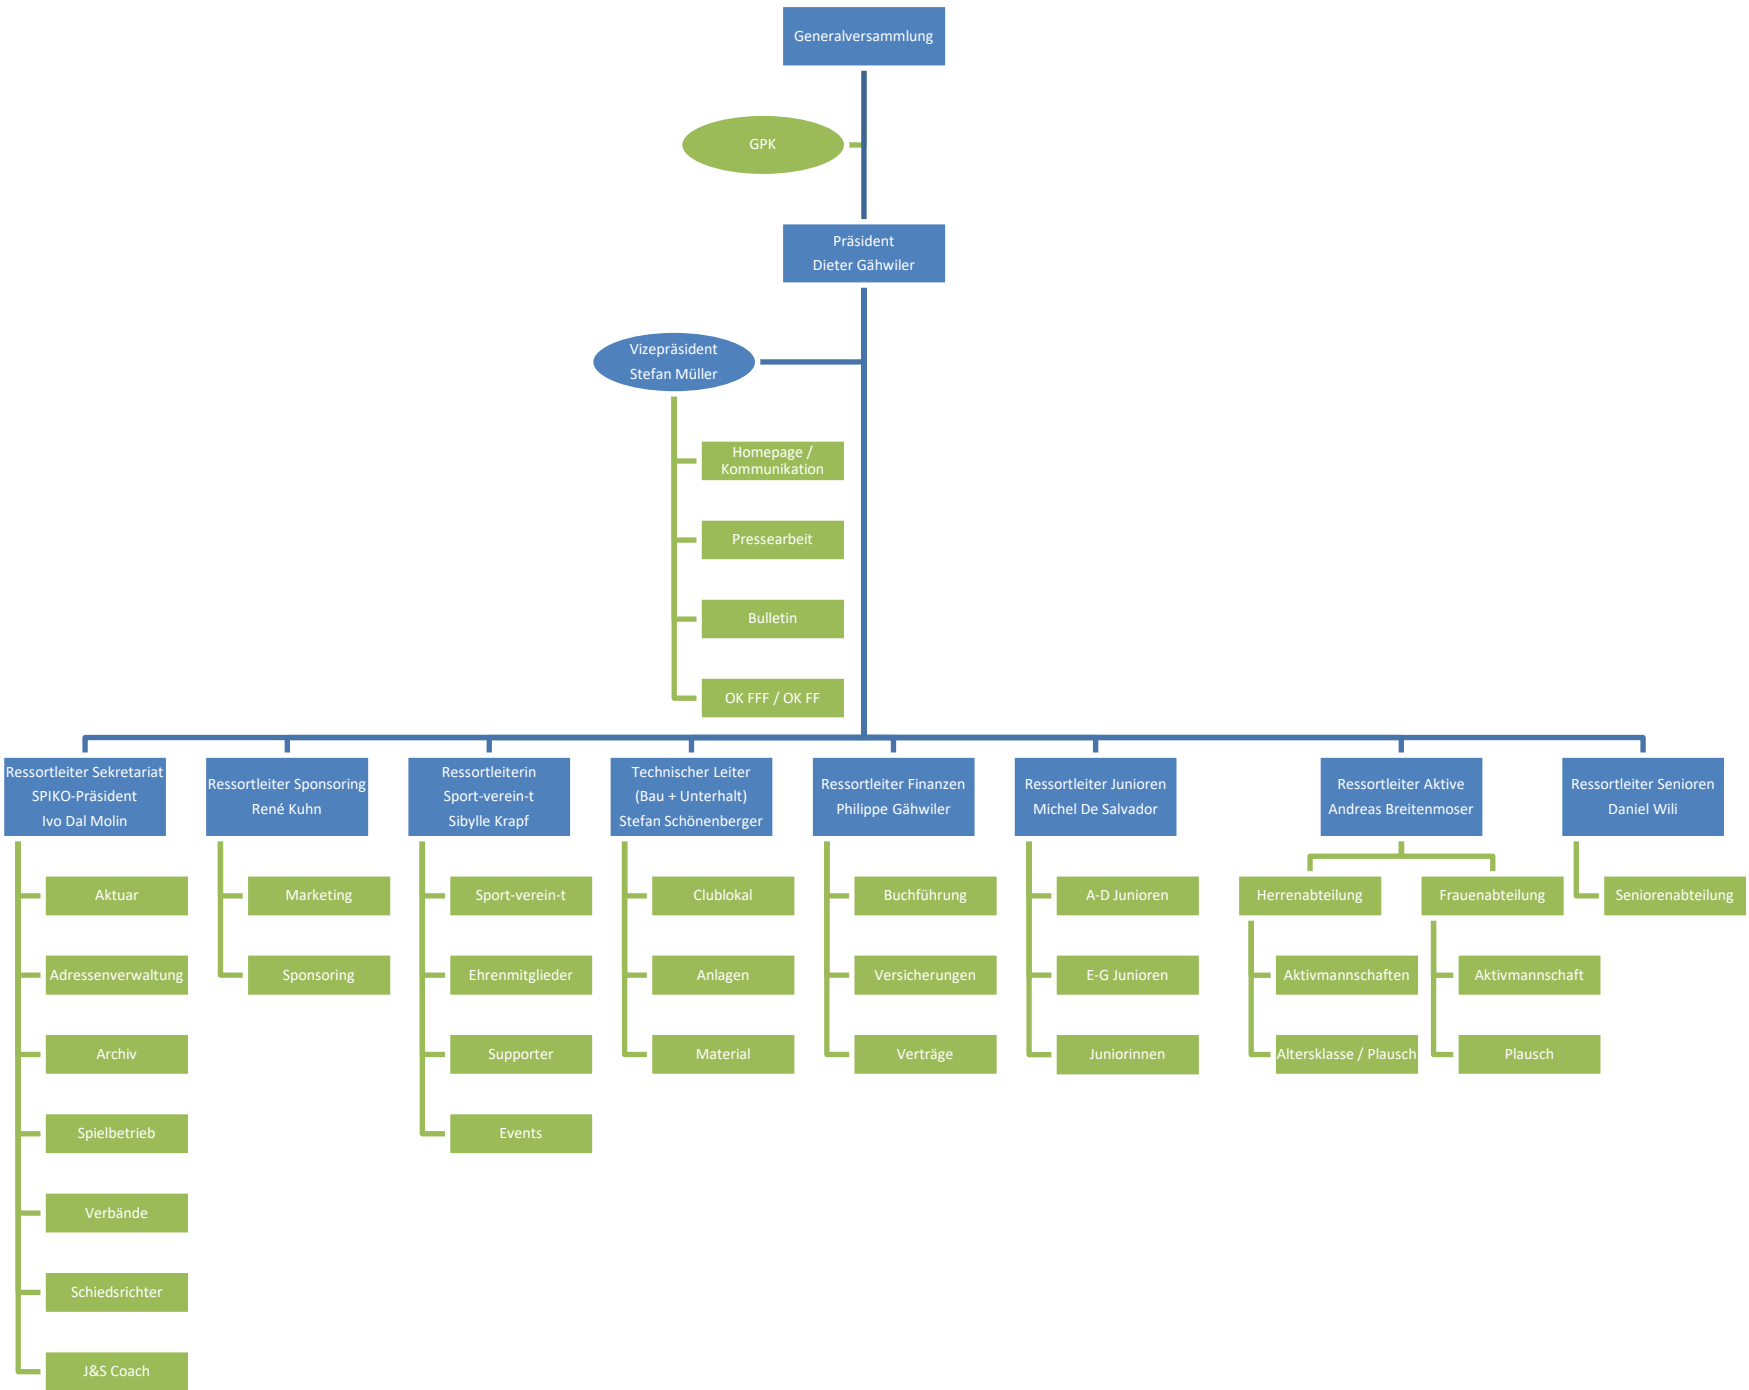 Generalversammlung
GPK
Präsident
Dieter Gähwiler
Vizepräsident
Stefan Müller
Homepage /
Kommunikation
Pressearbeit
Bulletin
OK FFF / OK FF
Ressortleiter Sekretariat
SPIKO-Präsident
Ivo Dal Molin
Aktuar
Adressenverwaltung
Archiv
Spielbetrieb
Verbände
Schiedsrichter
J&S Coach
Ressortleiter Sponsoring
René Kuhn
Marketing
Sponsoring
Ressortleiterin
Sport-verein-t
Sibylle Krapf
Sport-verein-t
Ehrenmitglieder
Supporter
Events
Technischer Leiter
(Bau + Unterhalt)
Stefan Schönenberger
Clublokal
Anlagen
Material
Ressortleiter Finanzen
Philippe Gähwiler
Buchführung
Versicherungen
Verträge
Ressortleiter Junioren
Michel De Salvador
A-D Junioren
E-G Junioren
Juniorinnen
Ressortleiter Aktive
Andreas Breitenmoser
Herrenabteilung
Aktivmannschaften
Altersklasse / Plausch
Frauenabteilung
Aktivmannschaft
Plausch
Ressortleiter Senioren
Daniel Wili
Seniorenabteilung